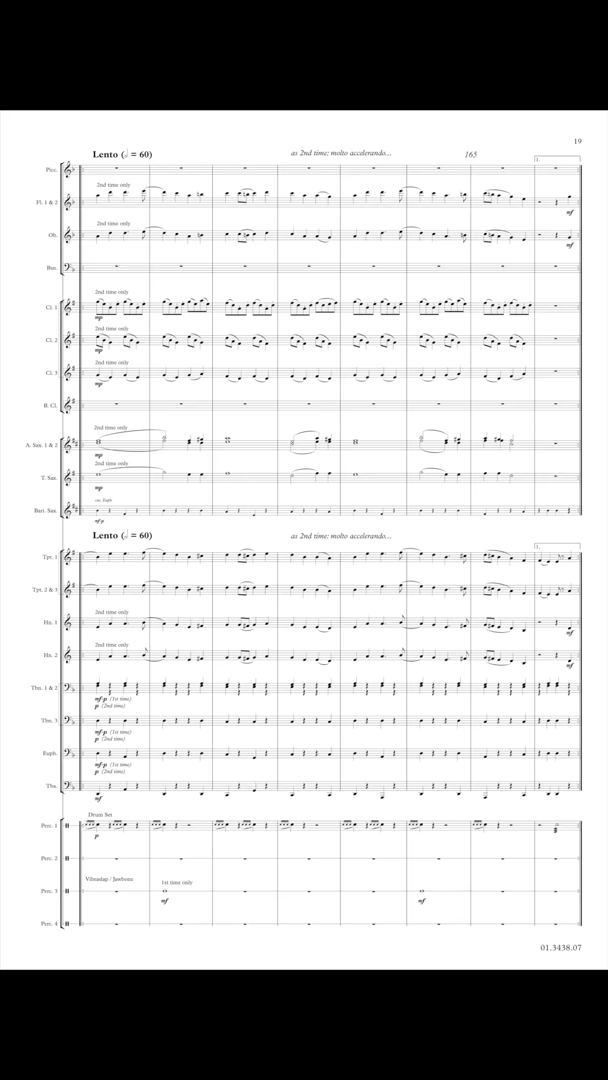 19
Lento (𝅗𝅥 = 60)
as 2nd time: molto accelerando...
165
1.
Picc.
2nd time only
Fl. 1 & 2
mf
2nd time only
Ob.
mf
Bsn.
2nd time only
Cl. 1
mp
2nd time only
Cl. 2
mp
2nd time only
Cl. 3
mp
B. Cl.
2nd time only
A. Sax. 1 & 2
mp
2nd time only
T. Sax.
mp
cue: Euph
Bari. Sax.
mf-p
Lento (𝅗𝅥 = 60)
as 2nd time: molto accelerando...
1.
Tpt. 1
Tpt. 2 & 3
2nd time only
Hn. 1
mf
2nd time only
Hn. 2
mf
Tbn. 1 & 2
mf-p (1st time)
p (2nd time)
Tbn. 3
mf-p (1st time)
p (2nd time)
Euph.
mf-p (1st time)
p (2nd time)
Tba.
mf
Drum Set
Perc. 1
p
Perc. 2
Vibraslap / Jawbone
1st time only
Perc. 3
mf
mf
Perc. 4
01.3438.07